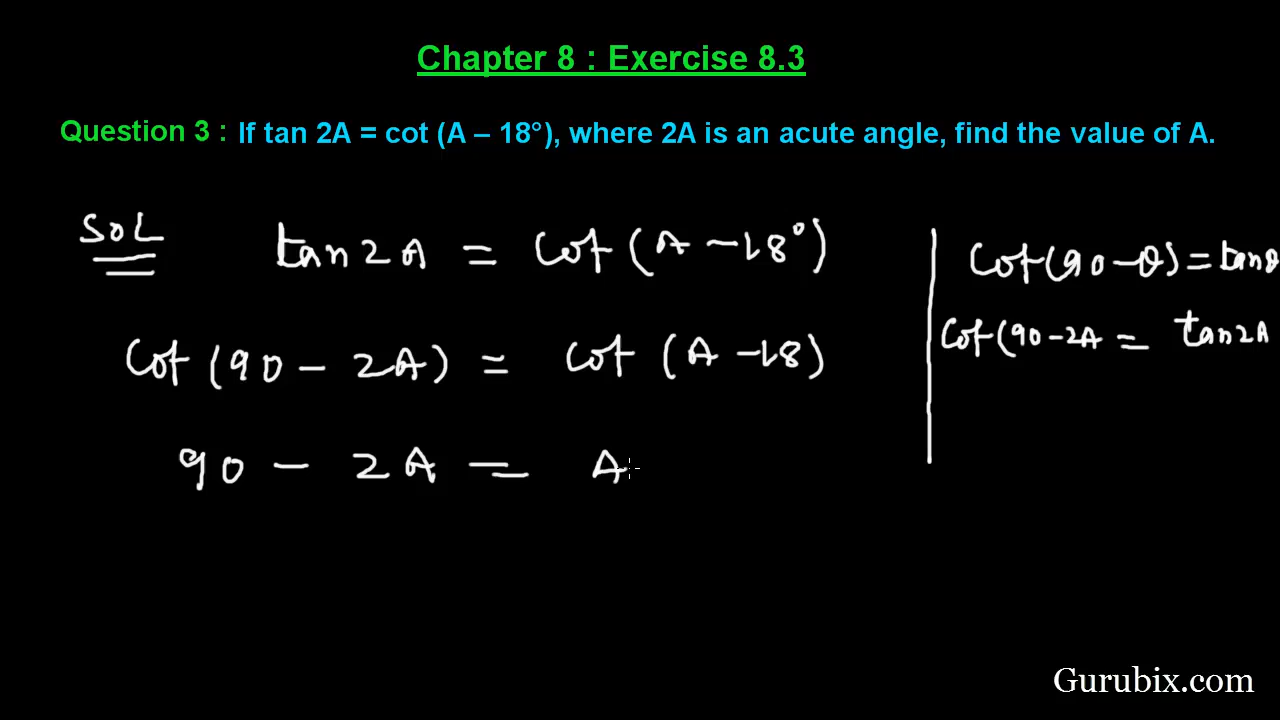 Chapter 8 : Exercise 8.3
Question 3 : If tan 2A = cot (A – 18°), where 2A is an acute angle, find the value of A.
SOL
tan 2A = Cot (A – 18°)
Cot (90 – 2A) = Cot (A – 18)
90 – 2A = A
Cot(90 – θ) = tanθ
Cot(90 – 2A = tan 2A
Gurubix.com